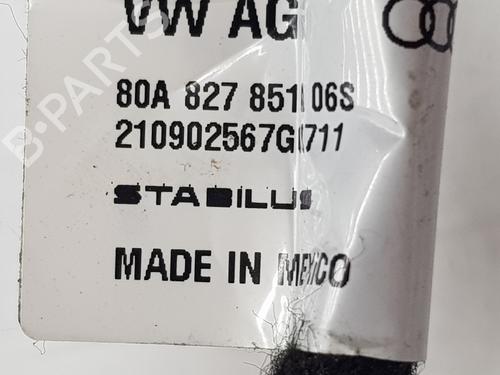 VW AG
80A 827 851 06S
210902567G0711
STABILUS
MADE IN MEXICO